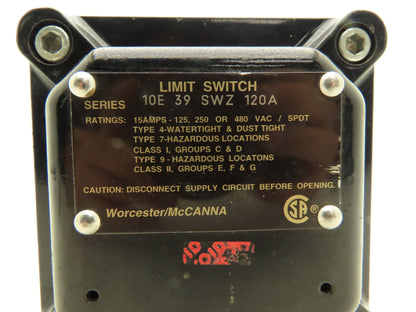 LIMIT SWITCH
SERIES 10E 39 SWZ 120A
RATINGS: 15AMPS - 125, 250 OR 480 VAC / SPDT
TYPE 4-WATERTIGHT & DUST TIGHT
TYPE 7-HAZARDOUS LOCATIONS
CLASS I, GROUPS C & D
TYPE 9 - HAZARDOUS LOCATONS
CLASS II, GROUPS E, F & G
CAUTION: DISCONNECT SUPPLY CIRCUIT BEFORE OPENING.
Worcester/McCANNA SA ®